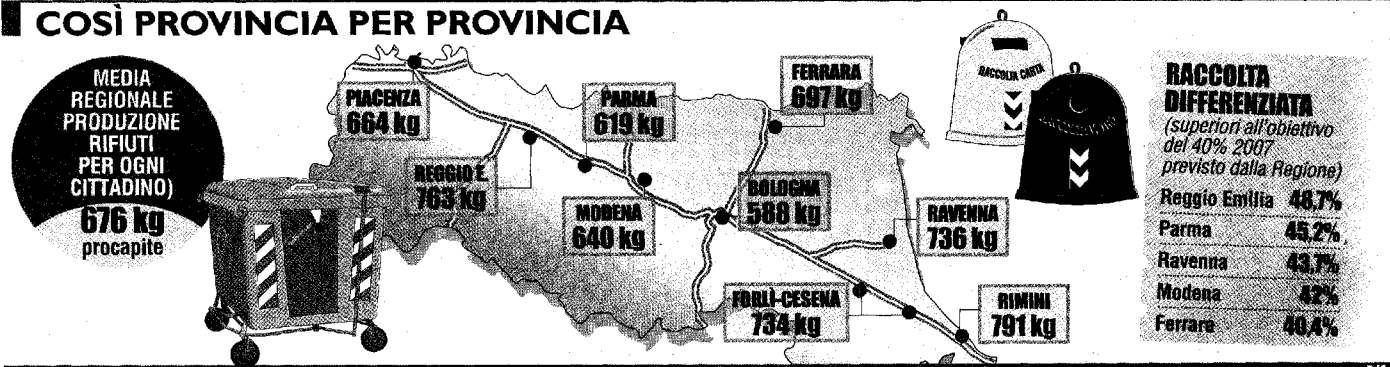 COSÌ PROVINCIA PER PROVINCIA
MEDIA
REGIONALE
PRODUZIONE
RIFIUTI
PER OGNI
CITTADINO)
676 kg
procapite
PIACENZA
664 kg
PARMA
619 kg
FERRARA
697 kg
REGGIO E.
763 kg
MODENA
640 kg
BOLOGNA
588 kg
RAVENNA
736 kg
FORLÌ-CESENA
734 kg
RIMINI
791 kg
RACCOLTA CARTA
RACCOLTA
DIFFERENZIATA
(superiori all'obiettivo
del 40% 2007
previsto dalla Regione)
Reggio Emilia 48,7%
Parma 45,2%
Ravenna 43,7%
Modena 42%
Ferrara 40,4%